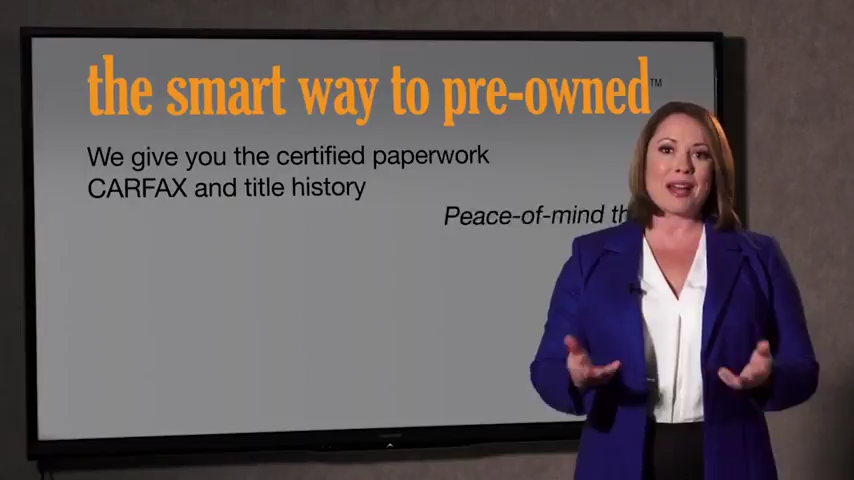 the smart way to pre-owned™
We give you the certified paperwork
CARFAX and title history
Peace-of-mind